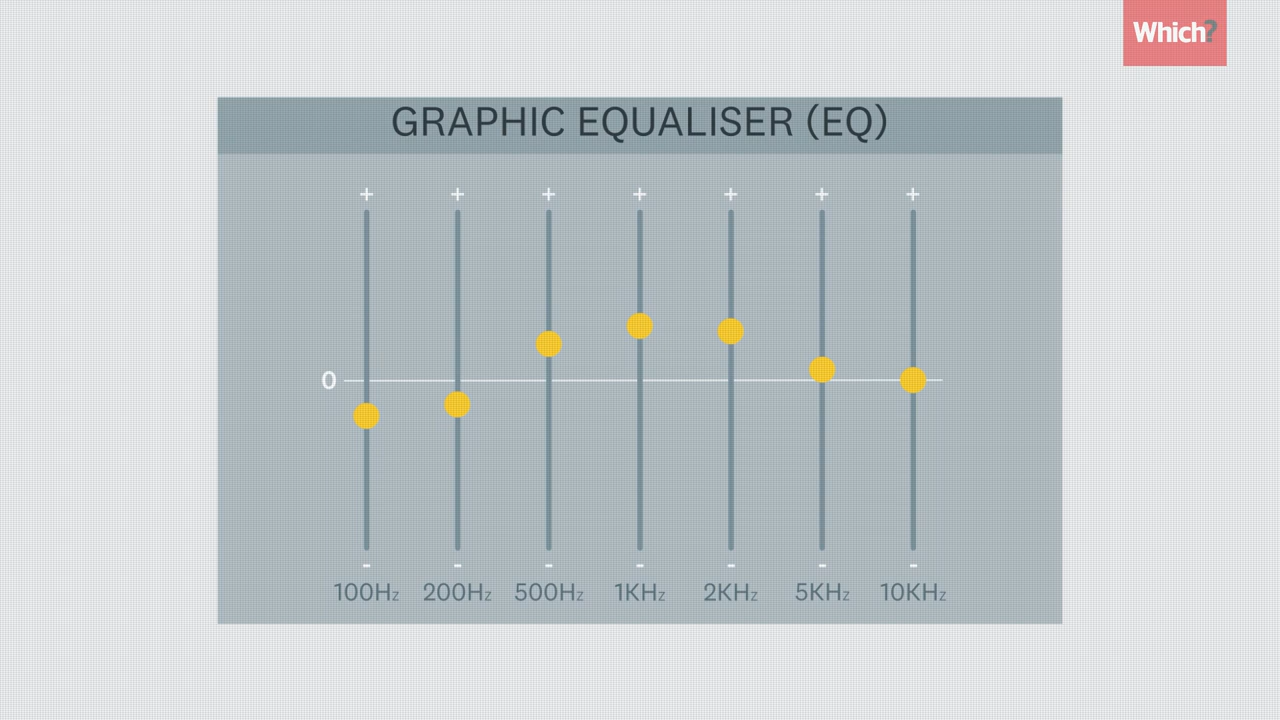 Which?
GRAPHIC EQUALISER (EQ)
+ + + + + + +
0
- - - - - - -
100Hz 200Hz 500Hz 1KHz 2KHz 5KHz 10KHz